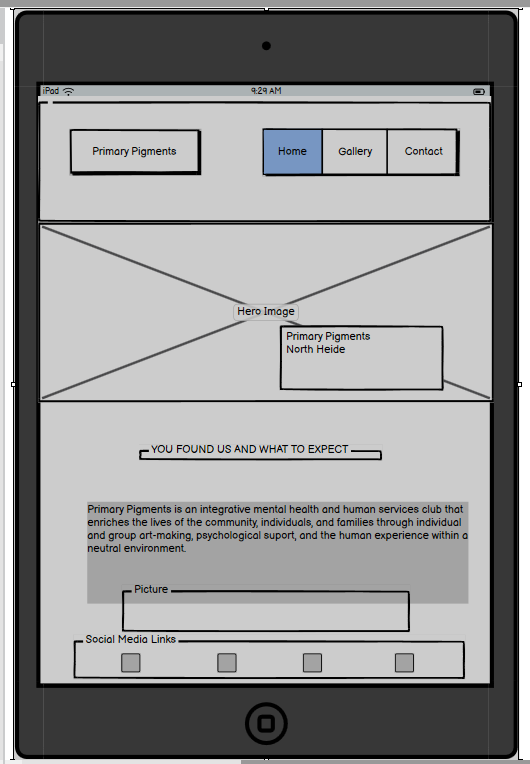 iPad 9:29 AM
Primary Pigments
Home Gallery Contact
Hero Image
Primary Pigments
North Heide
YOU FOUND US AND WHAT TO EXPECT
Primary Pigments is an integrative mental health and human services club that
enriches the lives of the community, individuals, and families through individual
and group art-making, psychological suport, and the human experience within a
neutral environment.
Picture
Social Media Links